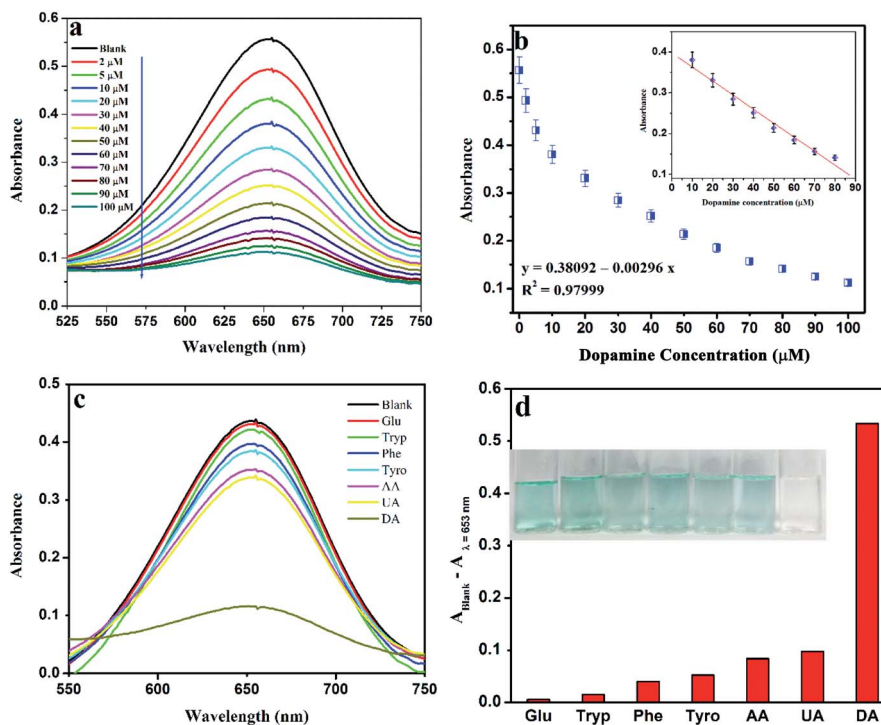 a
0.6
0.5
0.4
0.3
0.2
0.1
0.0
Absorbance
Blank
2 μM
5 μM
10 μM
20 μM
30 μM
40 μM
50 μM
60 μM
70 μM
80 μM
90 μM
100 μM
525 575 600 625 650 675 700 725 750
Wavelength (nm)
b
0.6
0.5
0.4
0.3
0.2
0.1
Absorbance
0.4
0.3
0.2
0.1
Absorbance
0 10 20 30 40 50 60 70 80 90
Dopamine concentration (μM)
y = 0.38092 – 0.00296 x
R² = 0.97999
0 10 20 30 40 50 60 70 80 90 100
Dopamine Concentration (μM)
c
0.5
0.4
0.3
0.2
0.1
0.0
Absorbance
Blank
Glu
Tryp
Phe
Tyro
AA
UA
DA
550 600 650 700 750
Wavelength (nm)
d
0.6
0.5
0.4
0.3
0.2
0.1
0.0
A Blank - A λ = 653 nm
Glu Tryp Phe Tyro AA UA DA